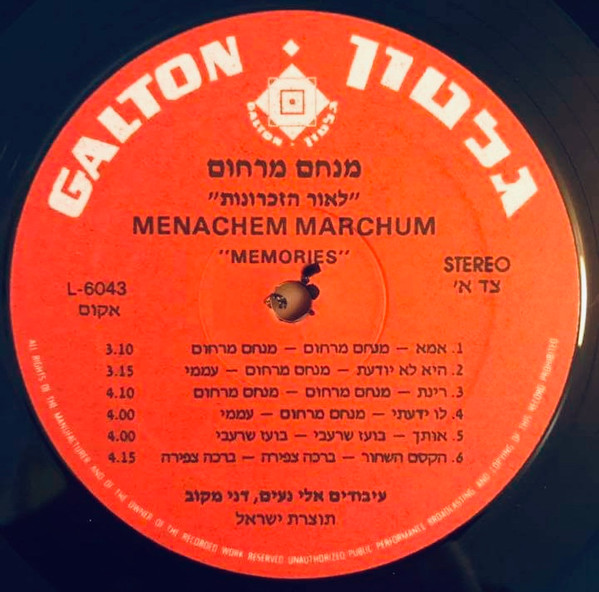 GALTON גלטון
GALTON · גלטון
מנחם מרחום
"לאור הזכרונות"
MENACHEM MARCHUM
"MEMORIES"
L-6043
אקום
STEREO
צד א'
1. אמא – מנחם מרחום – מנחם מרחום 3.10
2. היא לא יודעת – מנחם מרחום – עממי 3.15
3. רינת – מנחם מרחום – מנחם מרחום 4.10
4. לו ידעתי – מנחם מרחום – עממי 4.00
5. אותך – בועז שרעבי – בועז שרעבי 4.00
6. הקסם השחור – ברכה צפירה – ברכה צפירה 4.15
עיבודים אלי נעים, דני מקוב
תוצרת ישראל
ALL RIGHTS OF THE MANUFACTURER AND OF THE OWNER OF THE RECORDED WORK RESERVED UNAUTHORIZED PUBLIC PERFORMANCE BROADCASTING AND COPYING OF THIS RECORD PROHIBITED